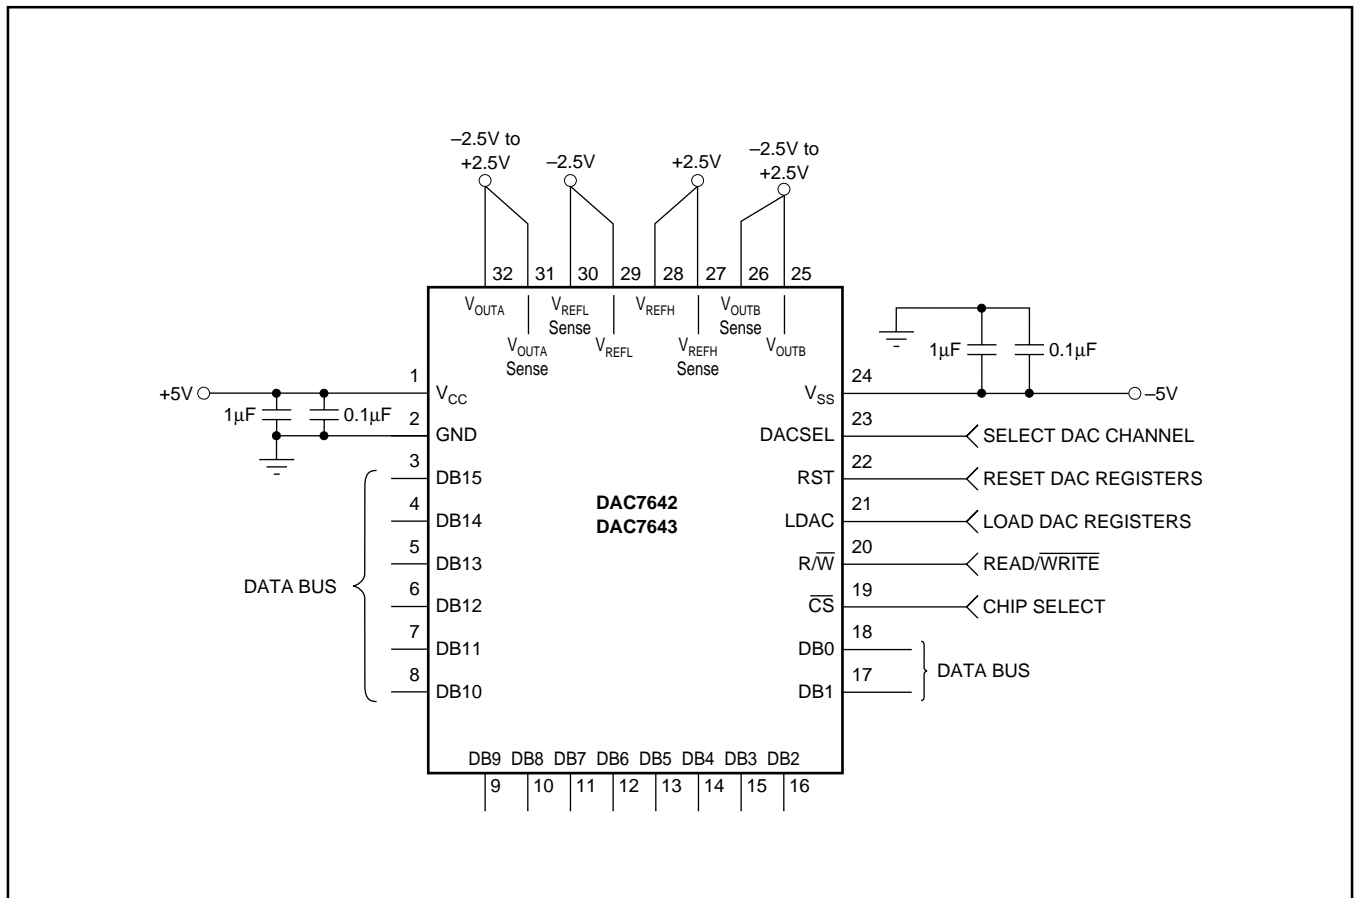 –2.5V to
+2.5V
–2.5V
+2.5V
–2.5V to
+2.5V
32 31 30 29 28 27 26 25
VOUTA
VOUTA
Sense
VREFL
Sense
VREFL
VREFH
VREFH
Sense
VOUTB
Sense
VOUTB
+5V
1µF
0.1µF
1µF
0.1µF
–5V
1 VCC
2 GND
3 DB15
4 DB14
5 DB13
6 DB12
7 DB11
8 DB10
DATA BUS
DAC7642
DAC7643
VSS 24
DACSEL 23 SELECT DAC CHANNEL
RST 22 RESET DAC REGISTERS
LDAC 21 LOAD DAC REGISTERS
R/W̅ 20 READ/W̅R̅I̅T̅E̅
C̅S̅ 19 CHIP SELECT
DB0 18
DB1 17
DATA BUS
DB9 DB8 DB7 DB6 DB5 DB4 DB3 DB2
9 10 11 12 13 14 15 16